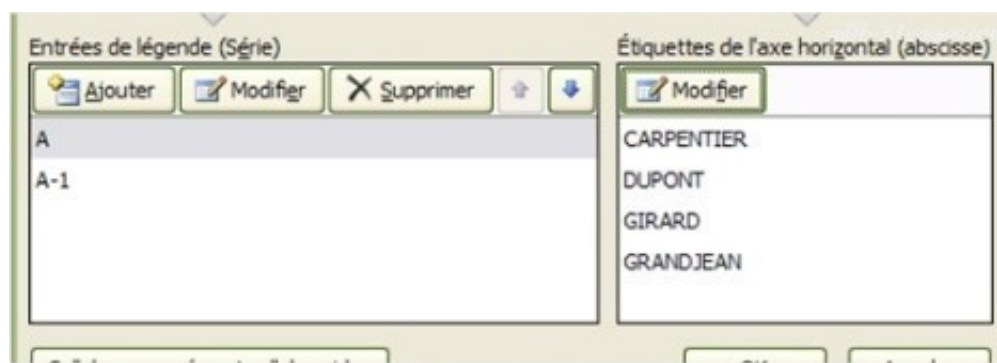 Entrées de légende (Série)
Ajouter Modifier Supprimer
A
A-1
Étiquettes de l'axe horizontal (abscisse)
Modifier
CARPENTIER
DUPONT
GIRARD
GRANDJEAN